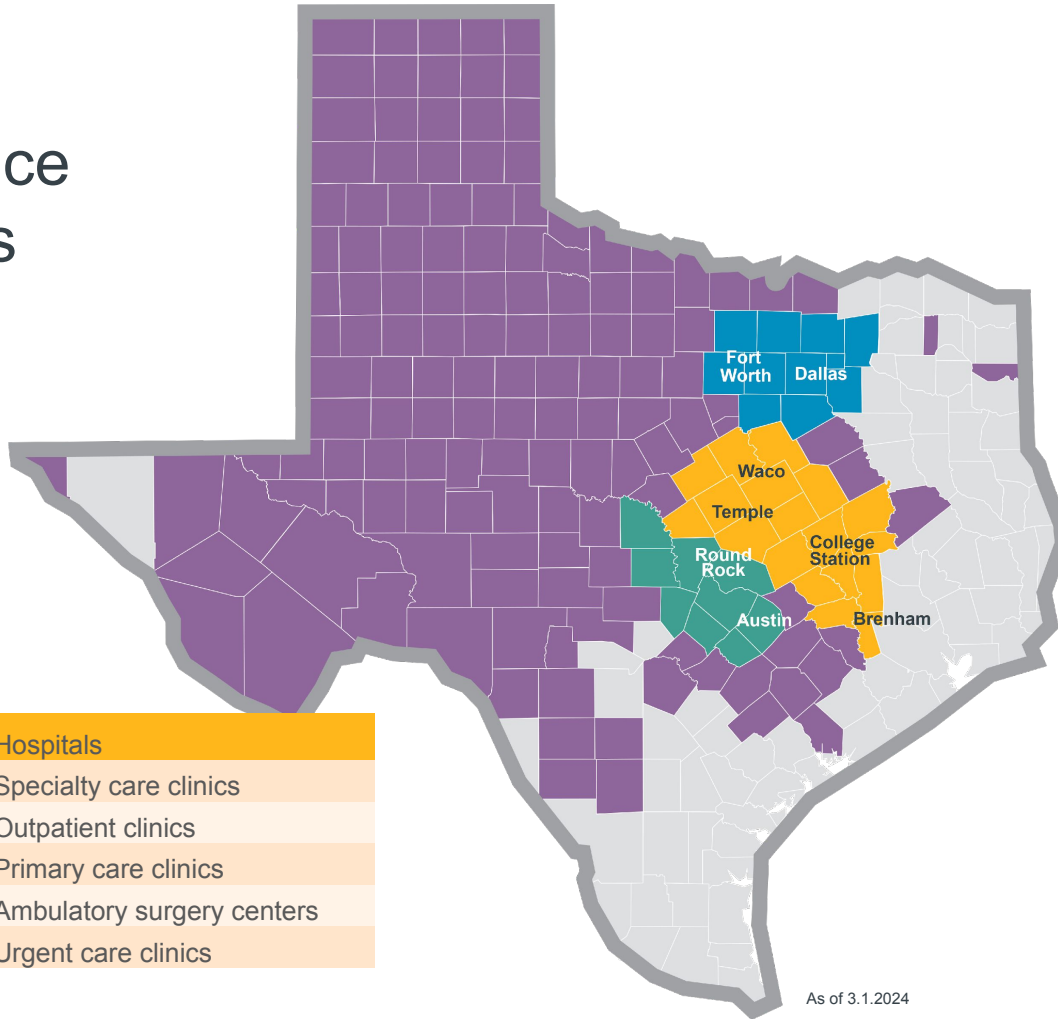 ce
s
Fort
Worth
Dallas
Waco
Temple
College
Station
Round
Rock
Austin
Brenham
Hospitals
Specialty care clinics
Outpatient clinics
Primary care clinics
Ambulatory surgery centers
Urgent care clinics
As of 3.1.2024